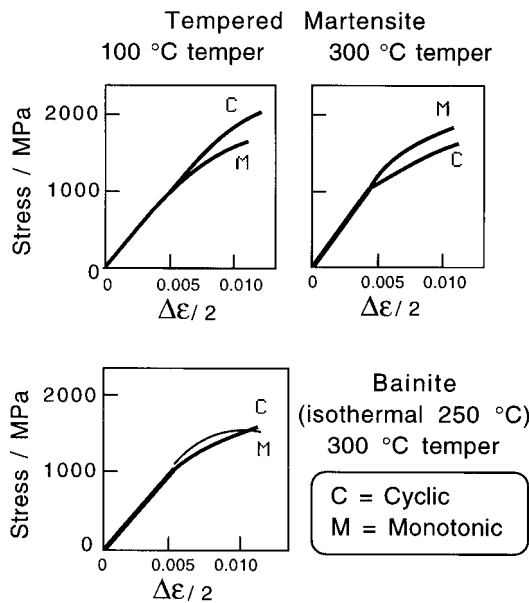 Tempered Martensite
100 °C temper
300 °C temper
Stress / MPa
2000
1000
0
C
M
0 0.005 0.010
Δε/2
M
C
0 0.005 0.010
Δε/2
Stress / MPa
2000
1000
0
C
M
0 0.005 0.010
Δε/2
Bainite
(isothermal 250 °C)
300 °C temper
C = Cyclic
M = Monotonic